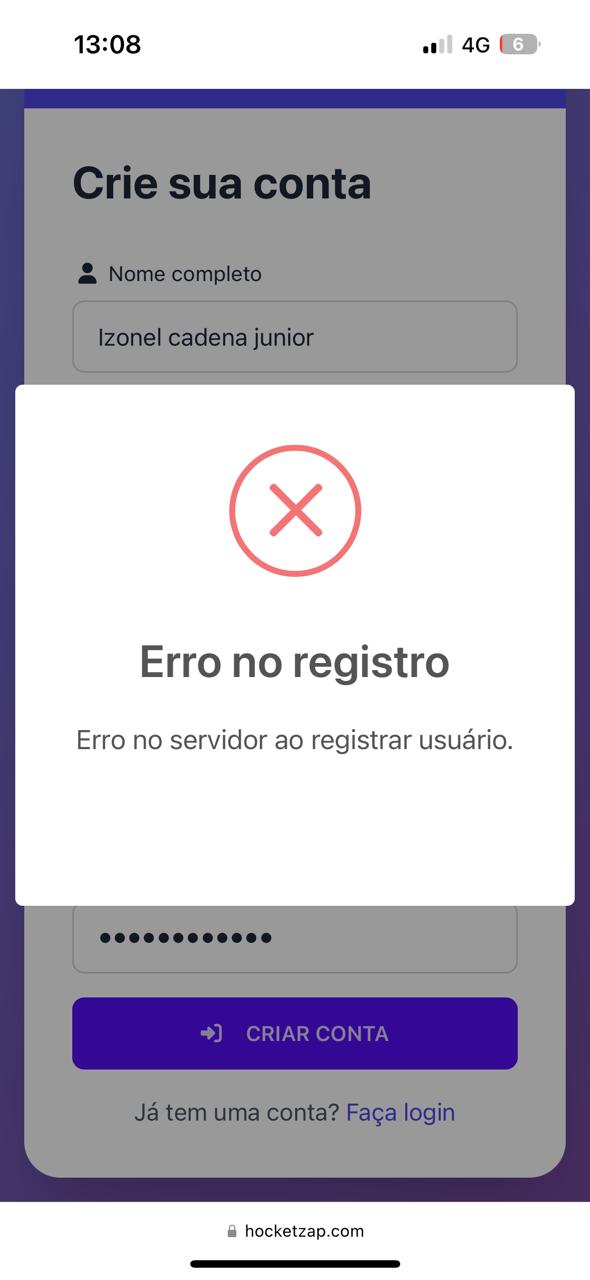 13:08
4G
6
Crie sua conta
Nome completo
Izonel cadena junior
Erro no registro
Erro no servidor ao registrar usuário.
••••••••••••
CRIAR CONTA
Já tem uma conta? Faça login
hocketzap.com